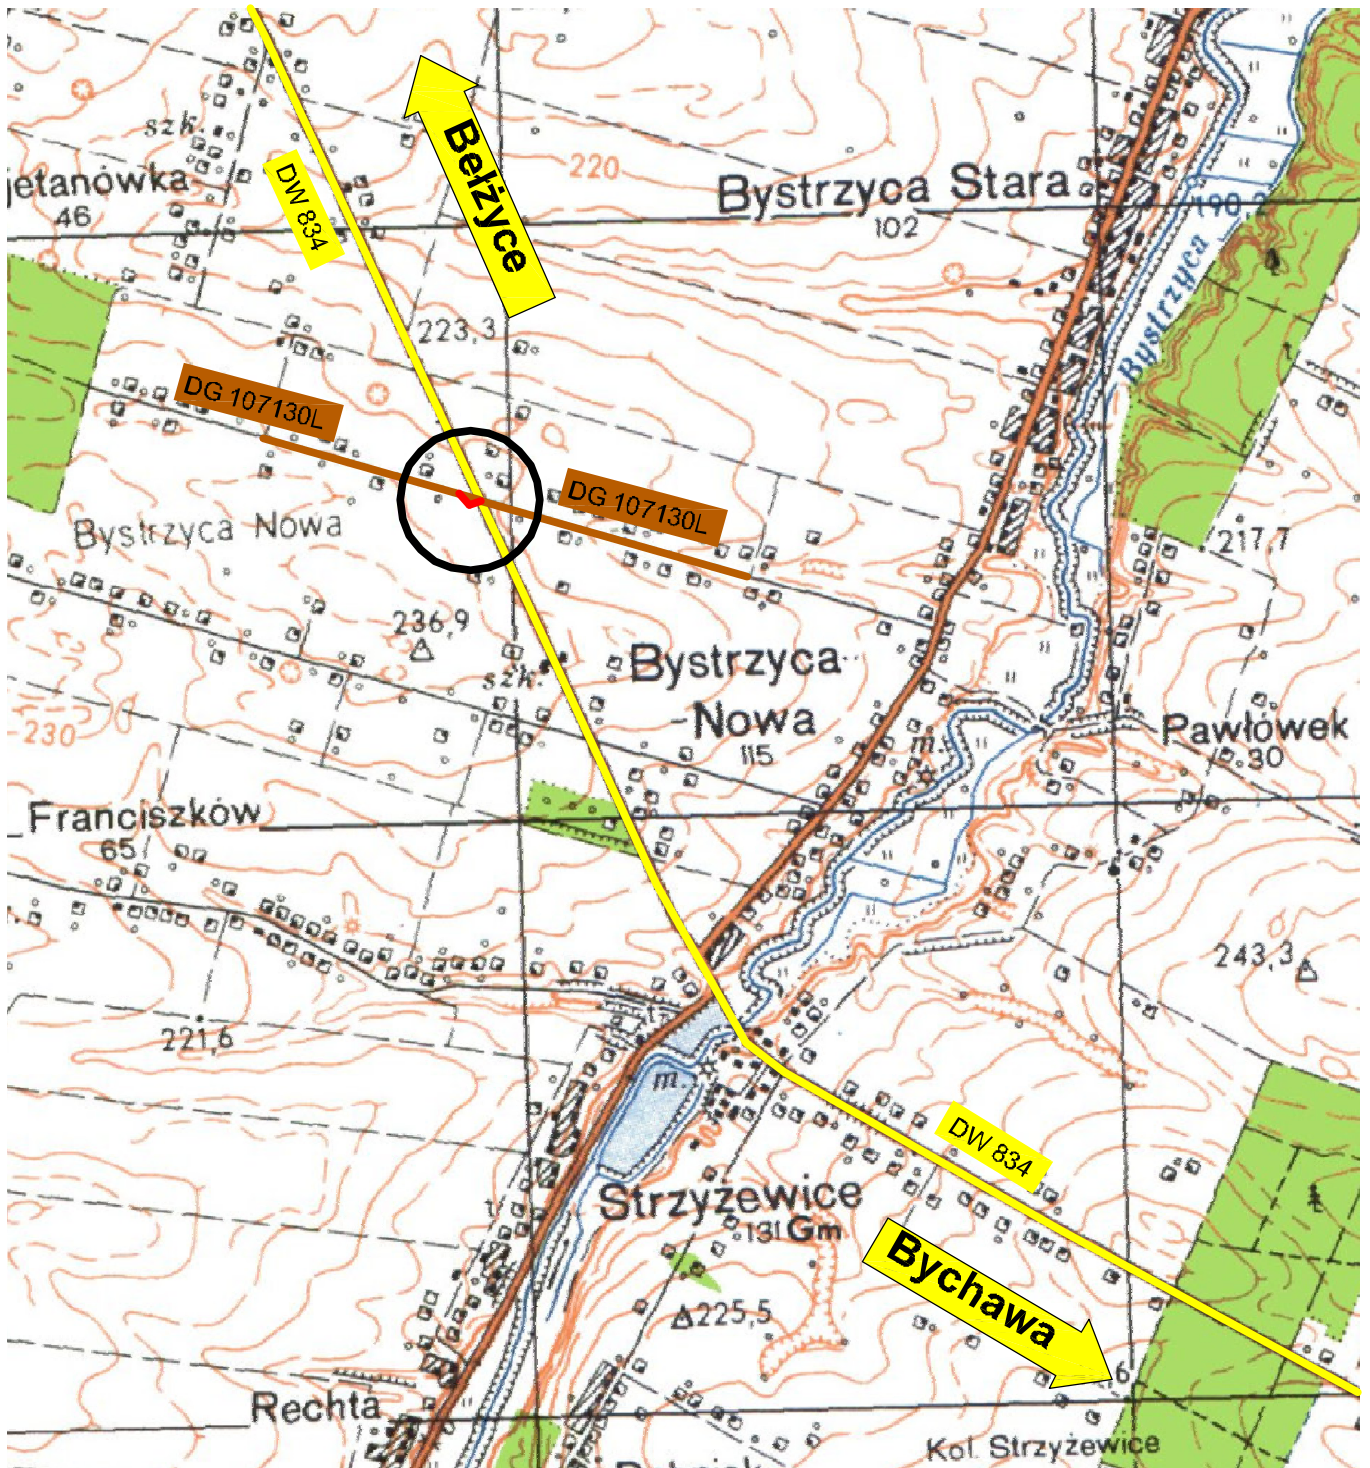 szk.
jetanówka
46
DW 834
Bełżyce
220
Bystrzyca Stara
102
190,2
Bystrzyca
223,3
DG 107130L
DG 107130L
Bystrzyca Nowa
217,7
236,9
szk.
Bystrzyca
Nowa
115
230
m.
Pawłówek
30
Franciszków
65
243,3
221,6
m.
DW 834
Strzyżewice
131 Gm
Bychawa
225,5
Rechta
Kol. Strzyżewice